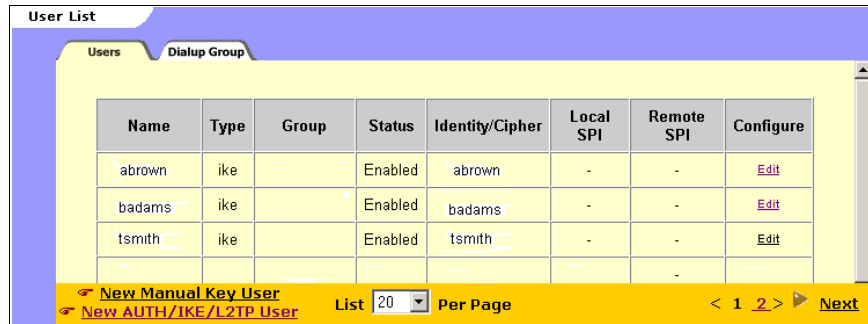 User List
Users Dialup Group
Name Type Group Status Identity/Cipher Local SPI Remote SPI Configure
abrown ike Enabled abrown - - Edit
badams ike Enabled badams - - Edit
tsmith ike Enabled tsmith - - Edit
-
New Manual Key User
New AUTH/IKE/L2TP User List 20 Per Page < 1 2 > Next